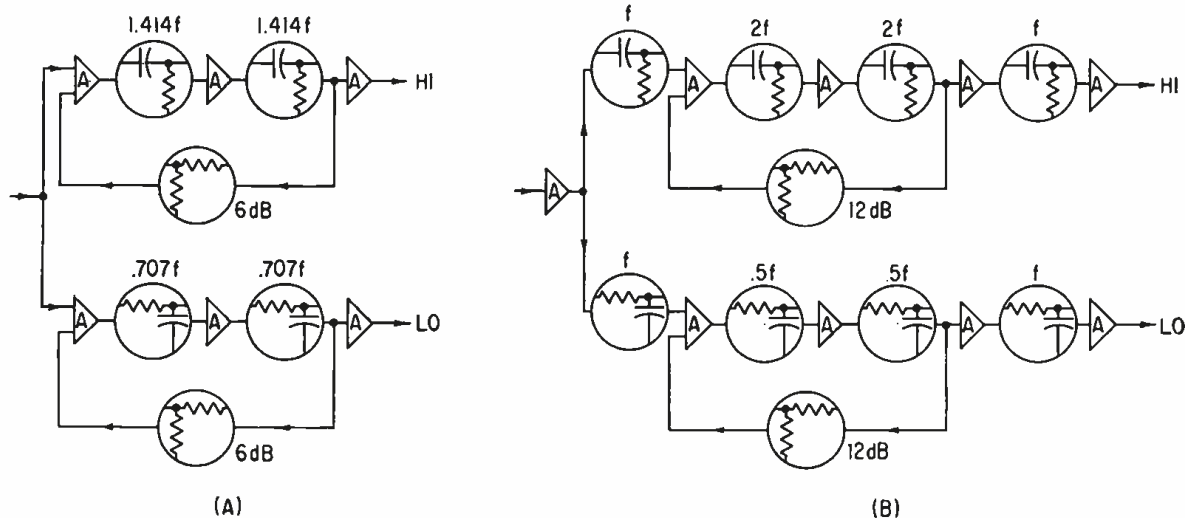 1.414f 1.414f
A A A HI
6dB
.707f .707f
A A A LO
6dB
(A)
f 2f 2f f
A A A A HI
A
12dB
f .5f .5f f
A A A A LO
12dB
(B)